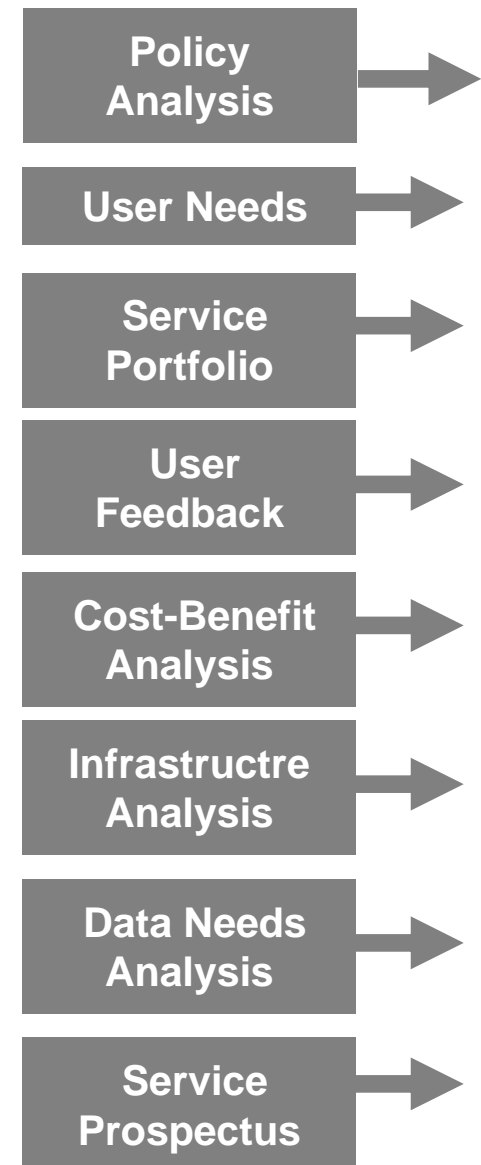 Policy
Analysis
User Needs
Service
Portfolio
User
Feedback
Cost-Benefit
Analysis
Infrastructre
Analysis
Data Needs
Analysis
Service
Prospectus